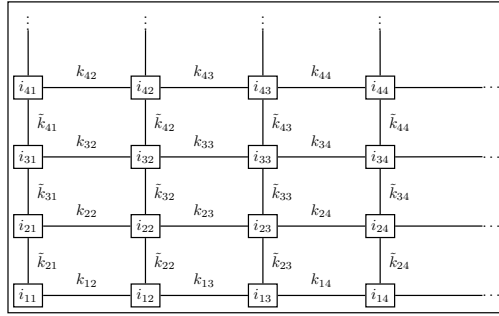 ⋮ ⋮ ⋮ ⋮
k₄₂ k₄₃ k₄₄
i₄₁ i₄₂ i₄₃ i₄₄ ⋯
k̃₄₁ k̃₄₂ k̃₄₃ k̃₄₄
k₃₂ k₃₃ k₃₄
i₃₁ i₃₂ i₃₃ i₃₄ ⋯
k̃₃₁ k̃₃₂ k̃₃₃ k̃₃₄
k₂₂ k₂₃ k₂₄
i₂₁ i₂₂ i₂₃ i₂₄ ⋯
k̃₂₁ k̃₂₂ k̃₂₃ k̃₂₄
k₁₂ k₁₃ k₁₄
i₁₁ i₁₂ i₁₃ i₁₄ ⋯